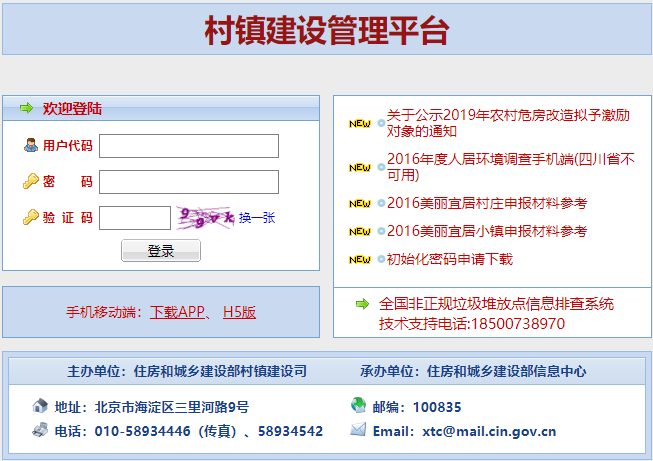 村镇建设管理平台
欢迎登陆
用户代码
密 码
验 证 码 99vk 换一张
登录
手机移动端：下载APP、 H5版
NEW 关于公示2019年农村危房改造拟予激励
对象的通知
NEW 2016年度人居环境调查手机端(四川省不
可用)
NEW 2016美丽宜居村庄申报材料参考
NEW 2016美丽宜居小镇申报材料参考
NEW 初始化密码申请下载
全国非正规垃圾堆放点信息排查系统
技术支持电话:18500738970
主办单位：住房和城乡建设部村镇建设司 承办单位：住房和城乡建设部信息中心
地址：北京市海淀区三里河路9号 邮编：100835
电话：010-58934446（传真）、58934542 Email：xtc@mail.cin.gov.cn